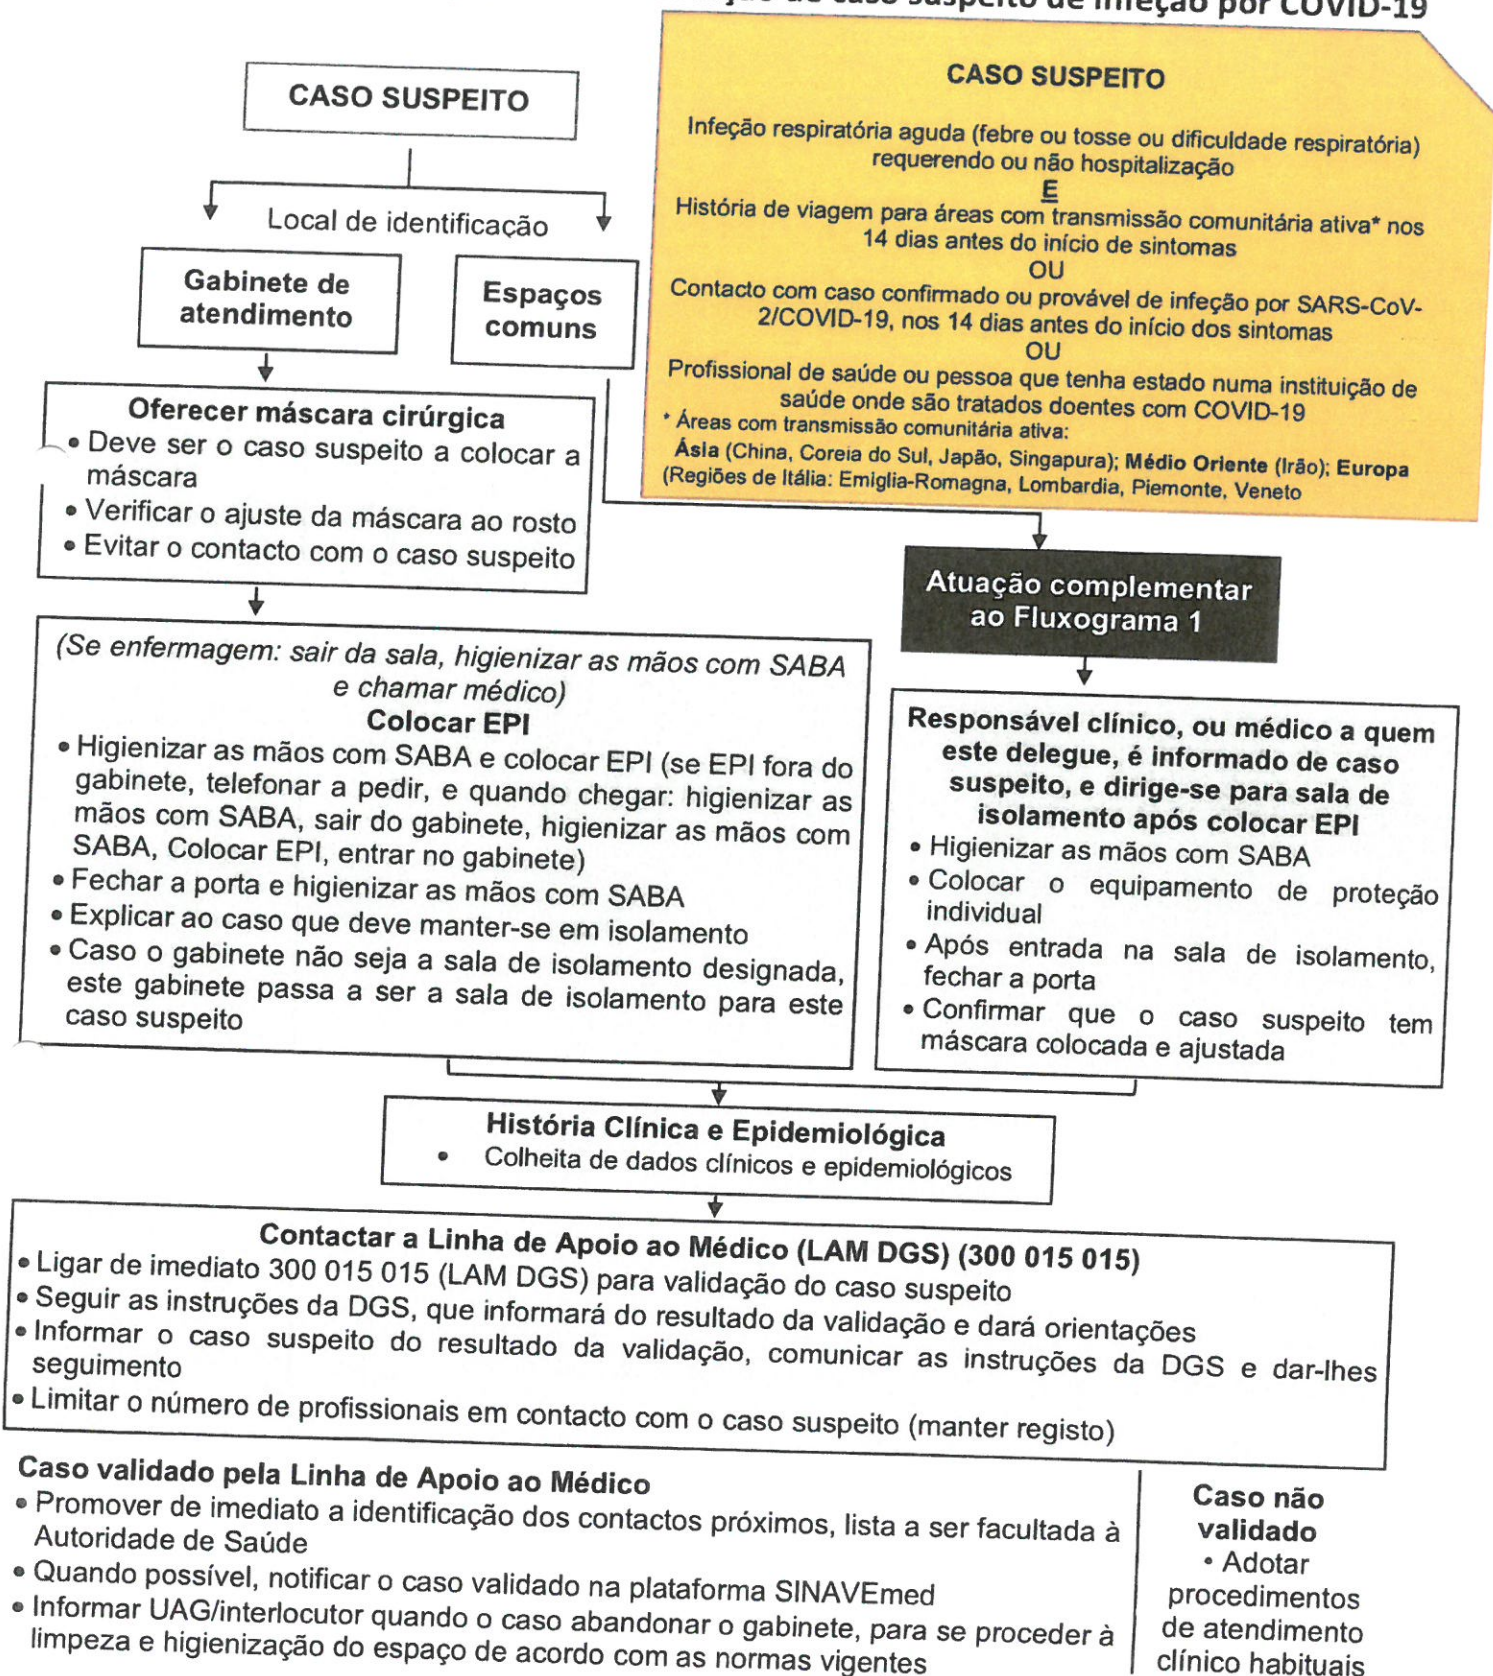 de caso suspeito de infeção por COVID-19
CASO SUSPEITO
CASO SUSPEITO
Infeção respiratória aguda (febre ou tosse ou dificuldade respiratória)
requerendo ou não hospitalização
E
História de viagem para áreas com transmissão comunitária ativa* nos
14 dias antes do início de sintomas
OU
Contacto com caso confirmado ou provável de infeção por SARS-CoV-
2/COVID-19, nos 14 dias antes do início dos sintomas
OU
Profissional de saúde ou pessoa que tenha estado numa instituição de
saúde onde são tratados doentes com COVID-19
* Áreas com transmissão comunitária ativa:
Ásia (China, Coreia do Sul, Japão, Singapura); Médio Oriente (Irão); Europa
(Regiões de Itália: Emiglia-Romagna, Lombardia, Piemonte, Veneto
Local de identificação
Gabinete de
atendimento
Espaços
comuns
Oferecer máscara cirúrgica
• Deve ser o caso suspeito a colocar a
máscara
• Verificar o ajuste da máscara ao rosto
• Evitar o contacto com o caso suspeito
Atuação complementar
ao Fluxograma 1
(Se enfermagem: sair da sala, higienizar as mãos com SABA
e chamar médico)
Colocar EPI
• Higienizar as mãos com SABA e colocar EPI (se EPI fora do
gabinete, telefonar a pedir, e quando chegar: higienizar as
mãos com SABA, sair do gabinete, higienizar as mãos com
SABA, Colocar EPI, entrar no gabinete)
• Fechar a porta e higienizar as mãos com SABA
• Explicar ao caso que deve manter-se em isolamento
• Caso o gabinete não seja a sala de isolamento designada,
este gabinete passa a ser a sala de isolamento para este
caso suspeito
Responsável clínico, ou médico a quem
este delegue, é informado de caso
suspeito, e dirige-se para sala de
isolamento após colocar EPI
• Higienizar as mãos com SABA
• Colocar o equipamento de proteção
individual
• Após entrada na sala de isolamento,
fechar a porta
• Confirmar que o caso suspeito tem
máscara colocada e ajustada
História Clínica e Epidemiológica
• Colheita de dados clínicos e epidemiológicos
Contactar a Linha de Apoio ao Médico (LAM DGS) (300 015 015)
• Ligar de imediato 300 015 015 (LAM DGS) para validação do caso suspeito
• Seguir as instruções da DGS, que informará do resultado da validação e dará orientações
• Informar o caso suspeito do resultado da validação, comunicar as instruções da DGS e dar-lhes
seguimento
• Limitar o número de profissionais em contacto com o caso suspeito (manter registo)
Caso validado pela Linha de Apoio ao Médico
• Promover de imediato a identificação dos contactos próximos, lista a ser facultada à
Autoridade de Saúde
• Quando possível, notificar o caso validado na plataforma SINAVEmed
• Informar UAG/interlocutor quando o caso abandonar o gabinete, para se proceder à
limpeza e higienização do espaço de acordo com as normas vigentes
Caso não
validado
• Adotar
procedimentos
de atendimento
clínico habituais